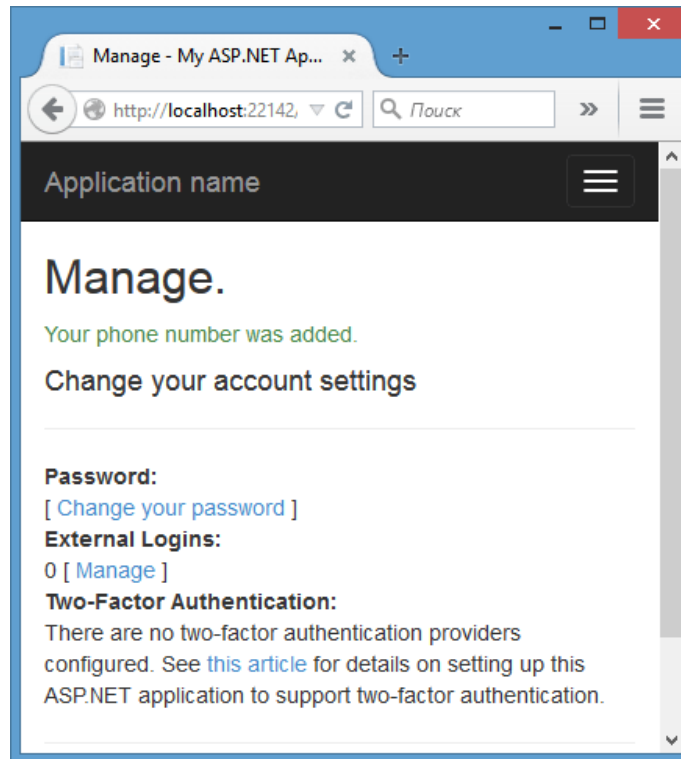 Manage - My ASP.NET Ap...
http://localhost:22142,
Поиск
Application name
Manage.
Your phone number was added.
Change your account settings
Password:
[ Change your password ]
External Logins:
0 [ Manage ]
Two-Factor Authentication:
There are no two-factor authentication providers
configured. See this article for details on setting up this
ASP.NET application to support two-factor authentication.